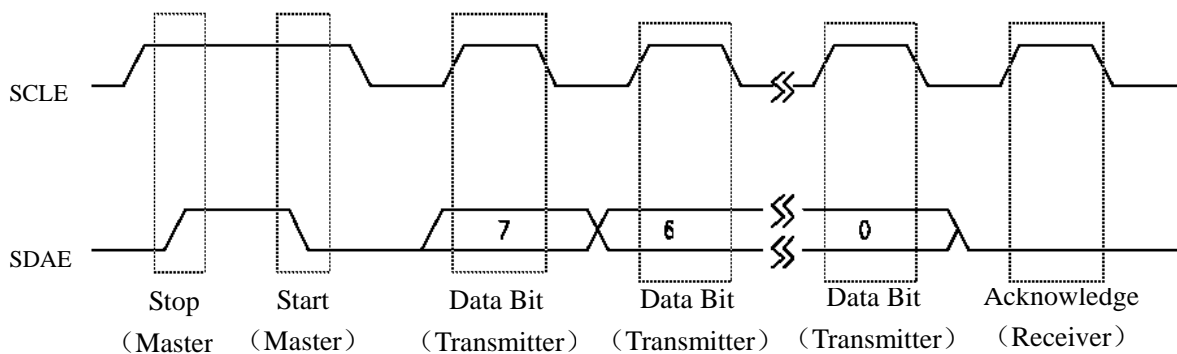 SCLE
7 6 0
SDAE
Stop Start Data Bit Data Bit Data Bit Acknowledge
（Master （Master） （Transmitter） （Transmitter） （Transmitter） （Receiver）